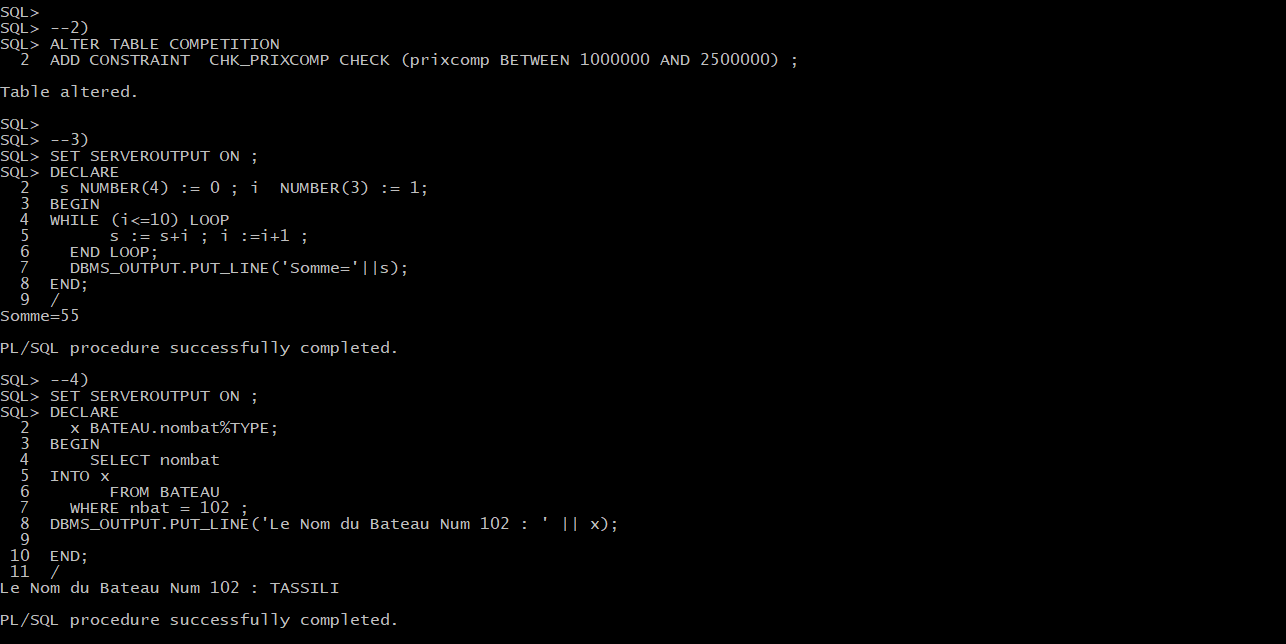 SQL>
SQL> --2)
SQL> ALTER TABLE COMPETITION
  2  ADD CONSTRAINT  CHK_PRIXCOMP CHECK (prixcomp BETWEEN 1000000 AND 2500000) ;
Table altered.
SQL>
SQL> --3)
SQL> SET SERVEROUTPUT ON ;
SQL> DECLARE
  2   s NUMBER(4) := 0 ; i  NUMBER(3) := 1;
  3  BEGIN
  4  WHILE (i<=10) LOOP
  5        s := s+i ; i :=i+1 ;
  6    END LOOP;
  7    DBMS_OUTPUT.PUT_LINE('Somme='||s);
  8  END;
  9  /
Somme=55
PL/SQL procedure successfully completed.
SQL> --4)
SQL> SET SERVEROUTPUT ON ;
SQL> DECLARE
  2    x BATEAU.nombat%TYPE;
  3  BEGIN
  4      SELECT nombat
  5  INTO x
  6        FROM BATEAU
  7    WHERE nbat = 102 ;
  8  DBMS_OUTPUT.PUT_LINE('Le Nom du Bateau Num 102 : ' || x);
  9
 10  END;
 11  /
Le Nom du Bateau Num 102 : TASSILI
PL/SQL procedure successfully completed.